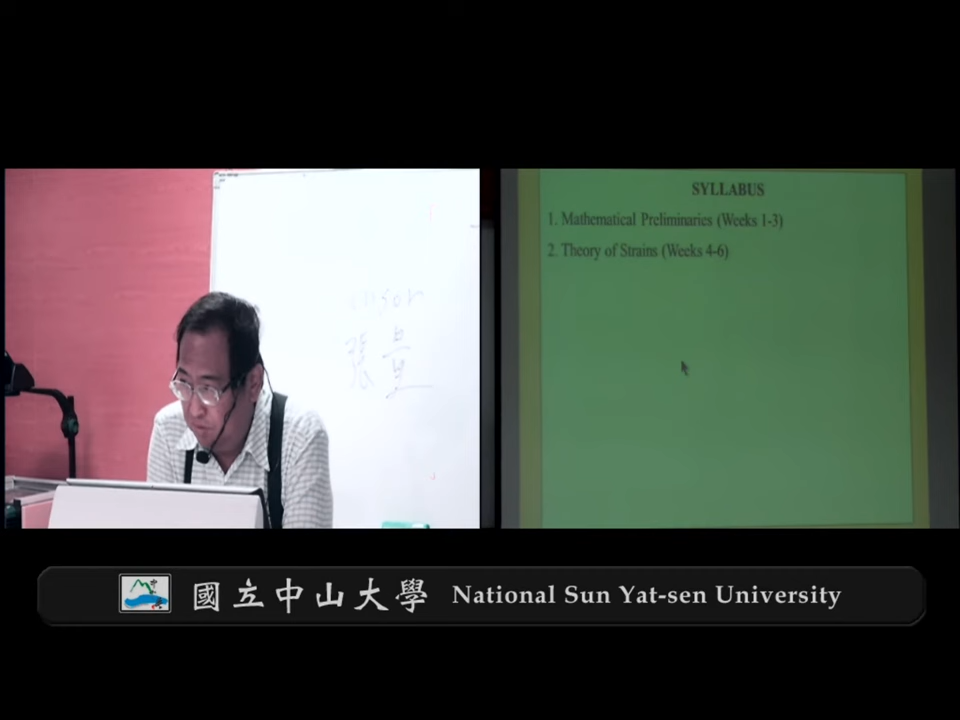 SYLLABUS
1. Mathematical Preliminaries (Weeks 1-3)
2. Theory of Strains (Weeks 4-6)
張
國立中山大學 National Sun Yat-sen University